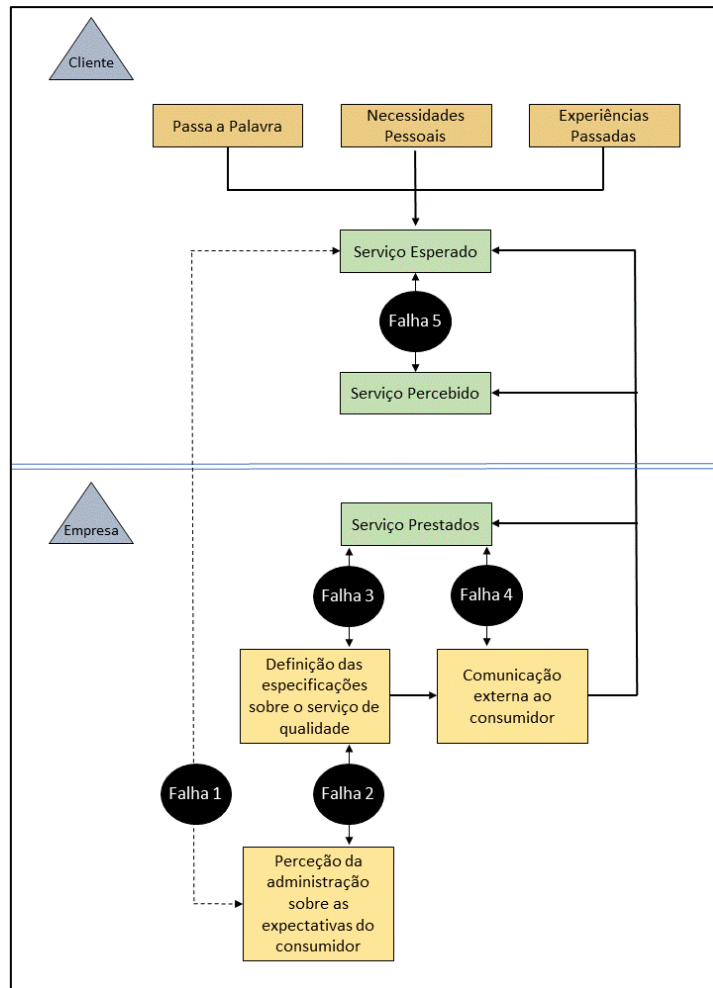 Cliente
Passa a Palavra
Necessidades
Pessoais
Experiências
Passadas
Serviço Esperado
Falha 5
Serviço Percebido
Empresa
Serviço Prestados
Falha 3
Falha 4
Definição das
especificações
sobre o serviço de
qualidade
Comunicação
externa ao
consumidor
Falha 1
Falha 2
Perceção da
administração
sobre as
expectativas do
consumidor